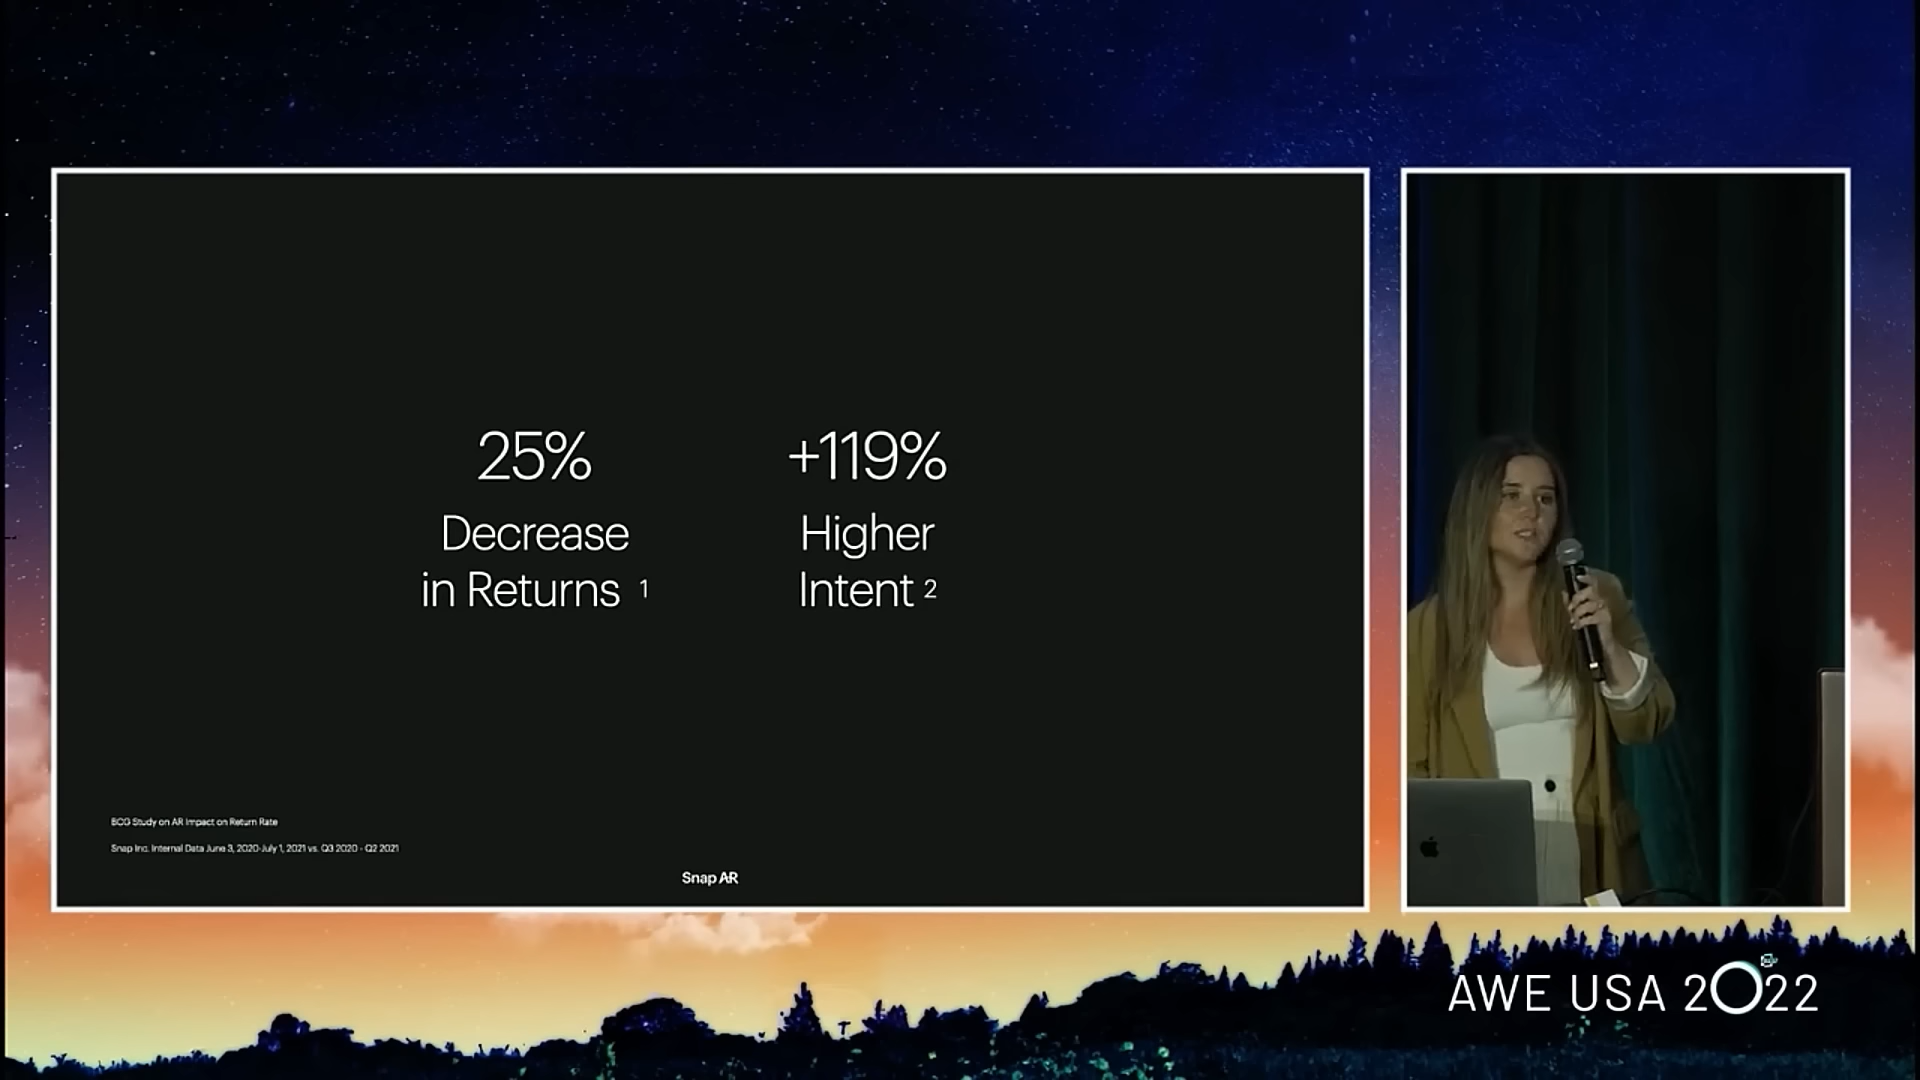 25%
Decrease
in Returns 1
+119%
Higher
Intent 2
BCG Study on AR Impact on Return Rate
Snap Inc. Internal Data June 3, 2020-July 1, 2021 vs. Q3 2020 - Q2 2021
Snap AR
AWE USA 2022